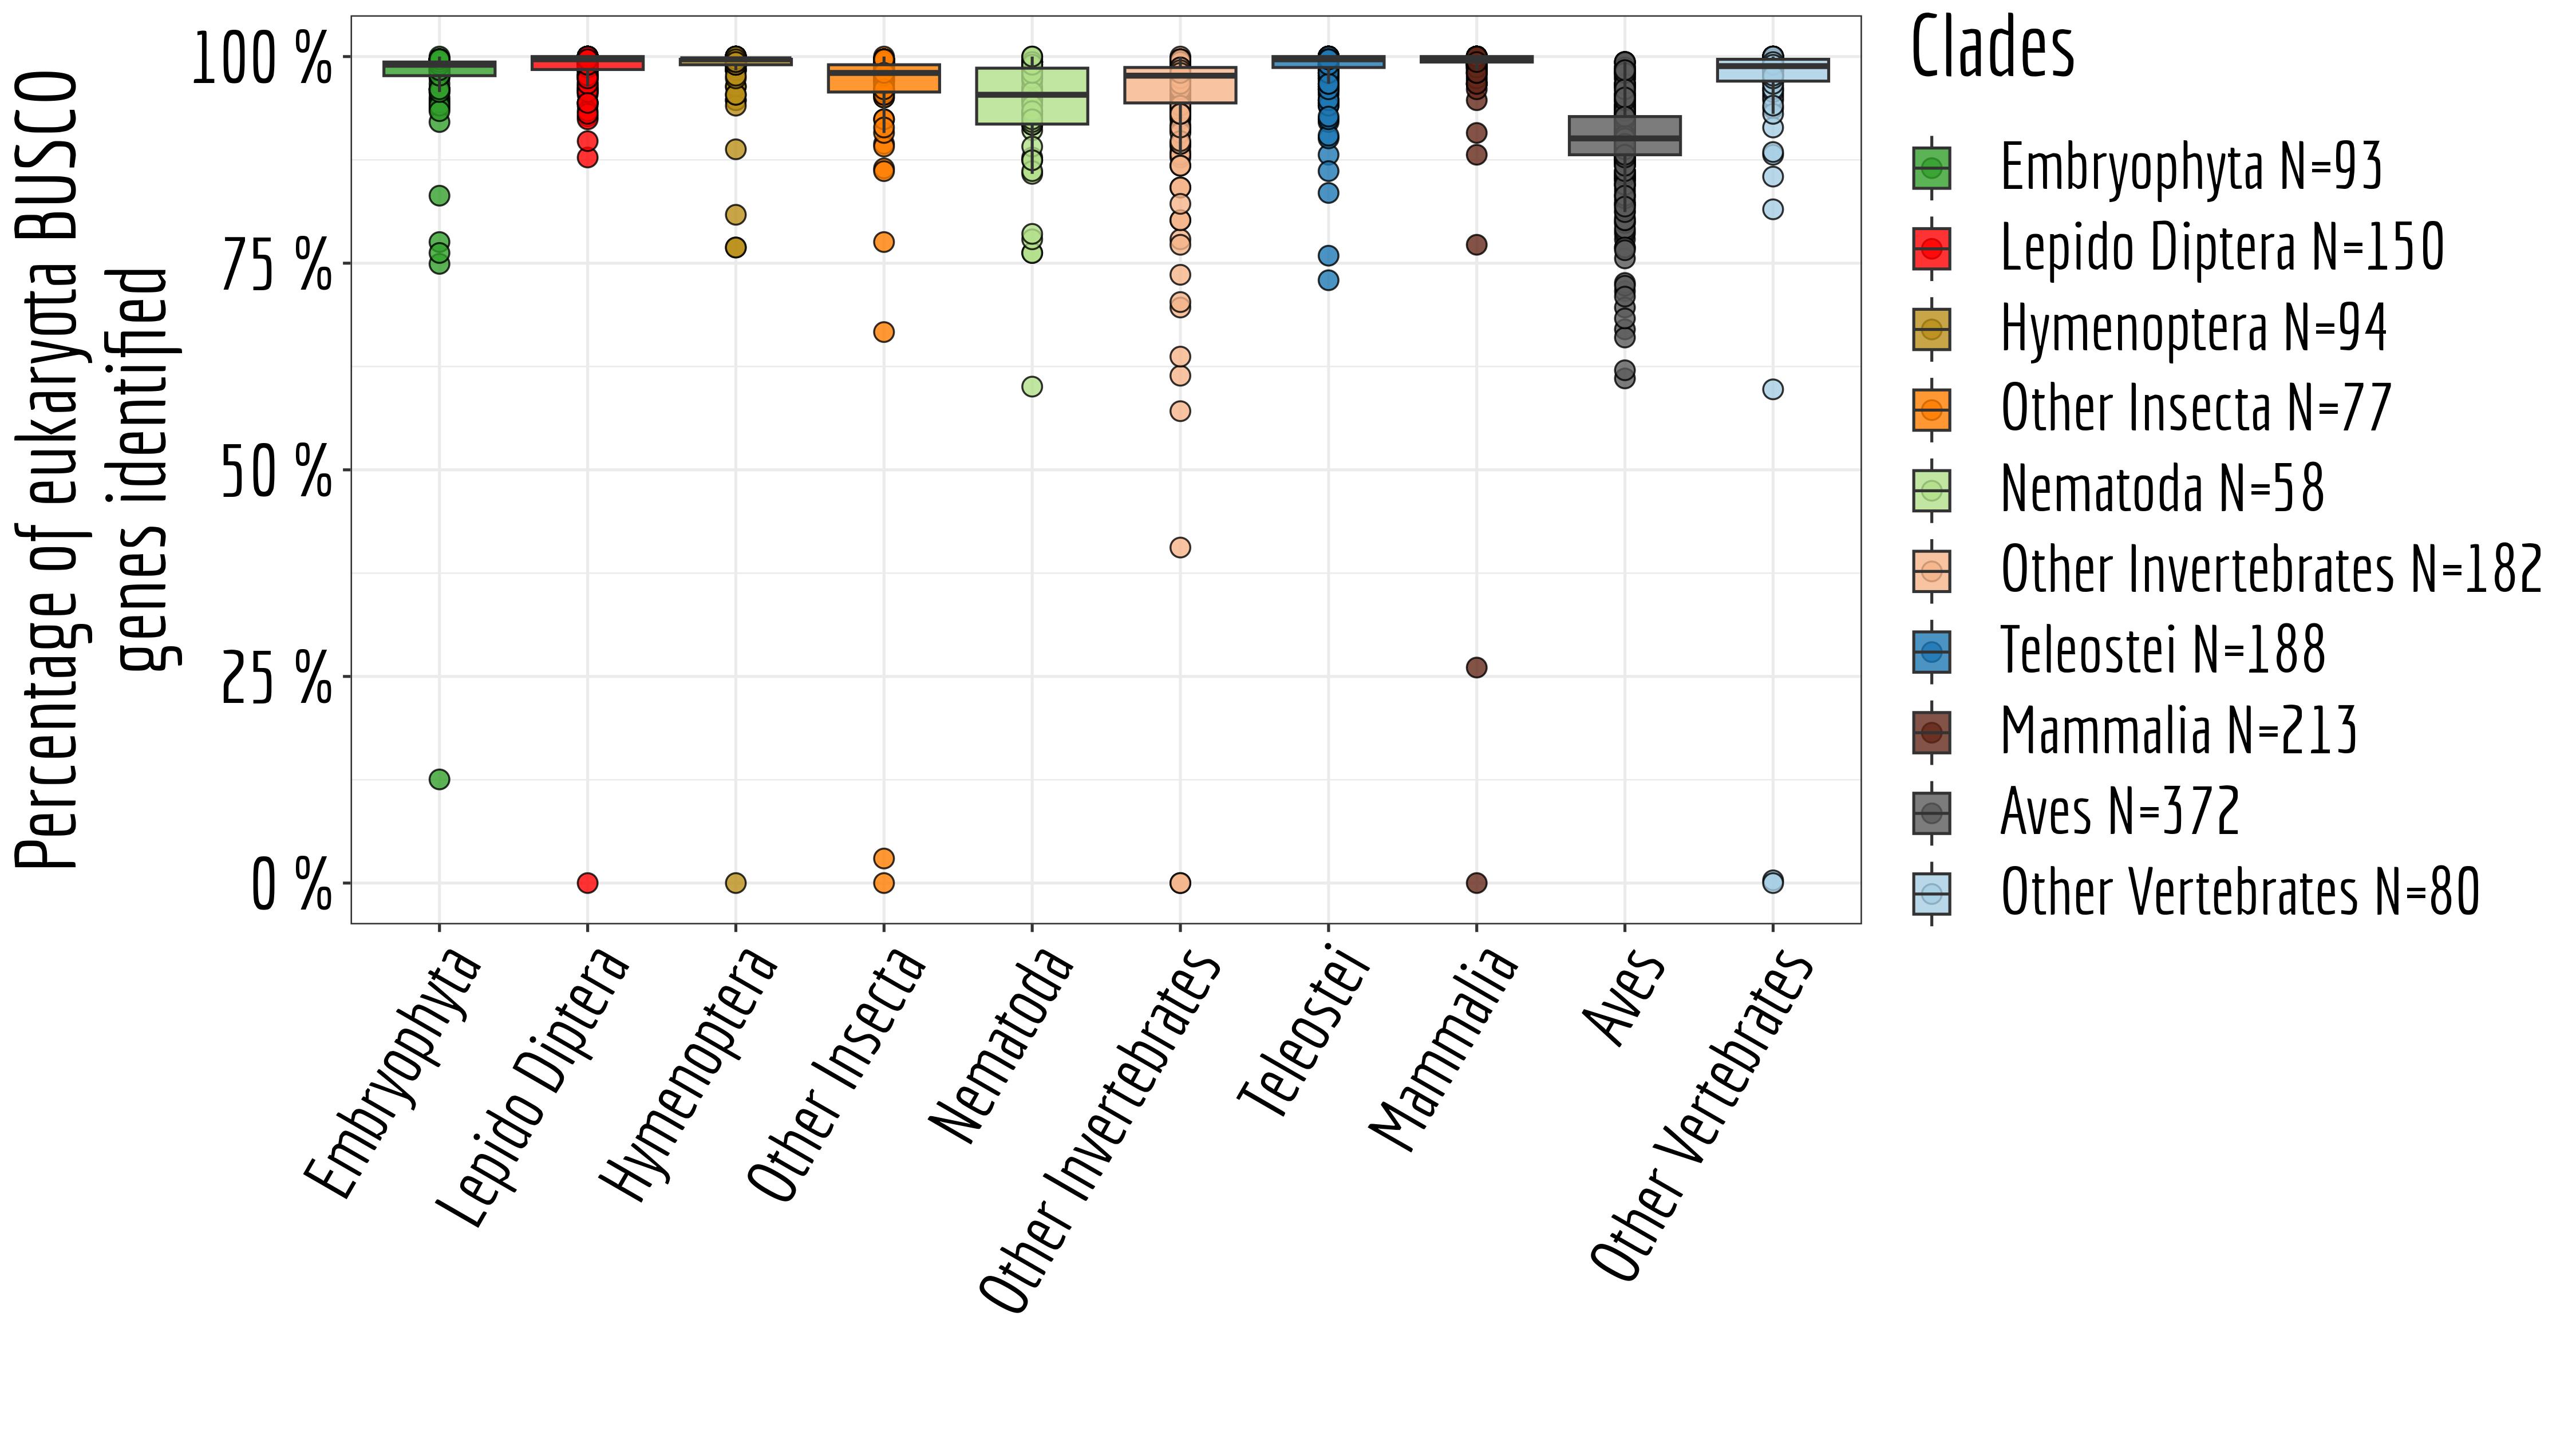 Percentage of eukaryota BUSCO
genes identified
100 %
75 %
50 %
25 %
0 %
Embryophyta
Lepido Diptera
Hymenoptera
Other Insecta
Nematoda
Other Invertebrates
Teleostei
Mammalia
Aves
Other Vertebrates
Clades
Embryophyta N=93
Lepido Diptera N=150
Hymenoptera N=94
Other Insecta N=77
Nematoda N=58
Other Invertebrates N=182
Teleostei N=188
Mammalia N=213
Aves N=372
Other Vertebrates N=80